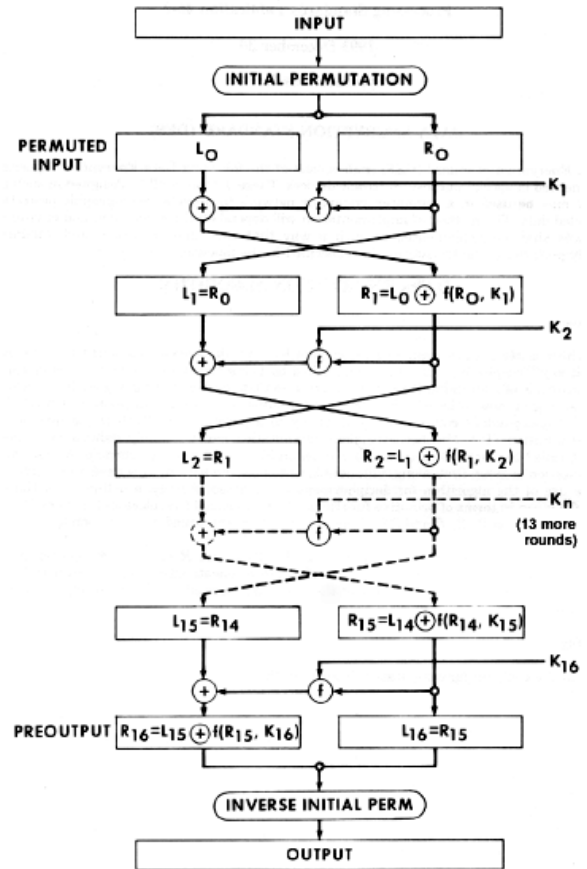 INPUT
INITIAL PERMUTATION
PERMUTED
INPUT
L0
R0
K1
+
f
L1=R0
R1=L0 ⊕ f(R0, K1)
K2
+
f
L2=R1
R2=L1 ⊕ f(R1, K2)
Kn
(13 more
rounds)
+
f
L15=R14
R15=L14 ⊕ f(R14, K15)
K16
+
f
PREOUTPUT
R16=L15 ⊕ f(R15, K16)
L16=R15
INVERSE INITIAL PERM
OUTPUT